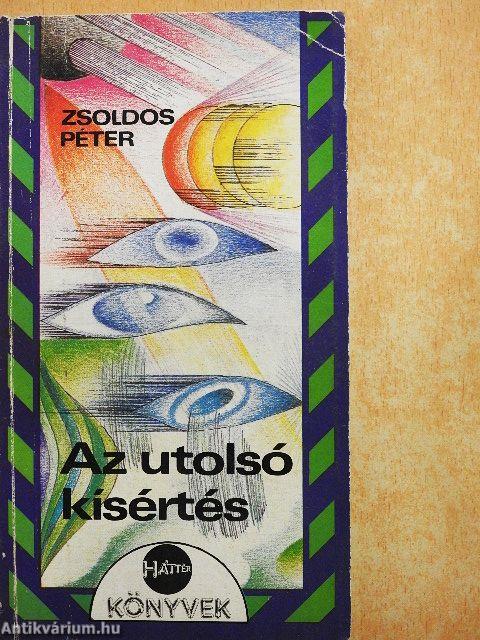 ZSOLDOS
PÉTER
Az utolsó
kísértés
HÁTTÉR
KÖNYVEK
Antikvárium.hu